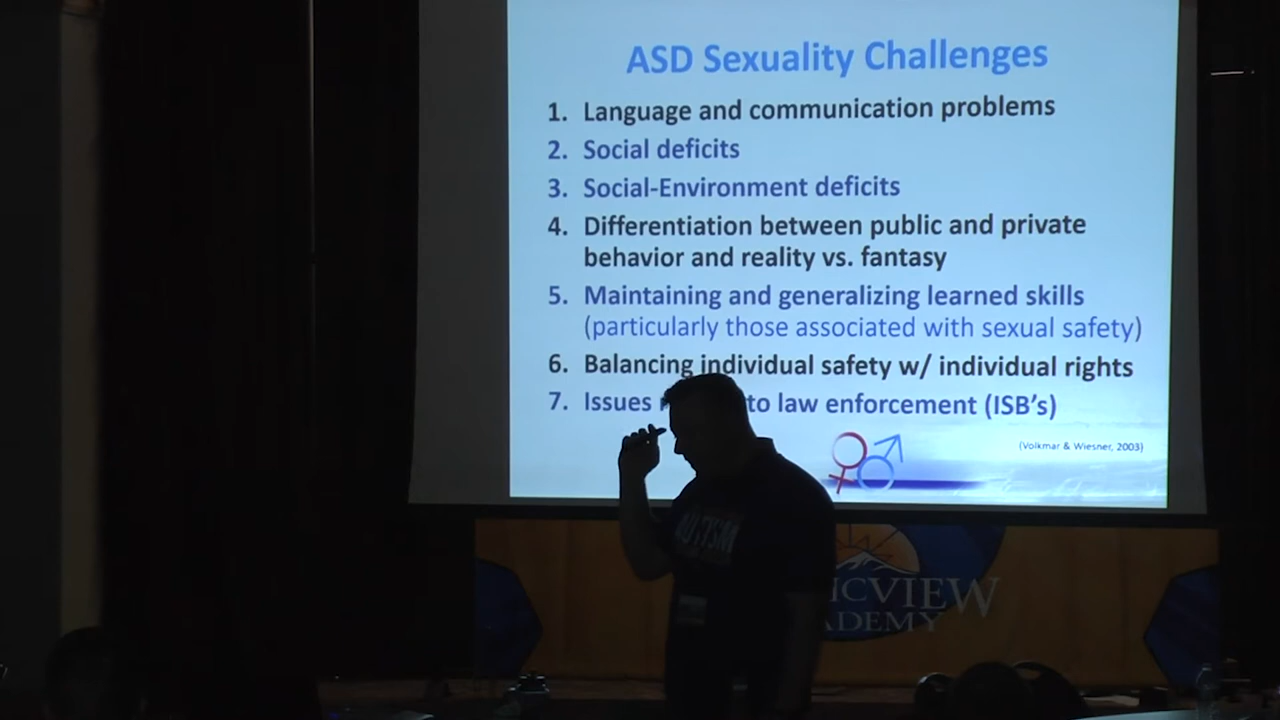 ASD Sexuality Challenges
1. Language and communication problems
2. Social deficits
3. Social-Environment deficits
4. Differentiation between public and private
behavior and reality vs. fantasy
5. Maintaining and generalizing learned skills
(particularly those associated with sexual safety)
6. Balancing individual safety w/ individual rights
7. Issues to law enforcement (ISB's)
(Volkmar & Wiesner, 2003)
AUTISM
VIEW